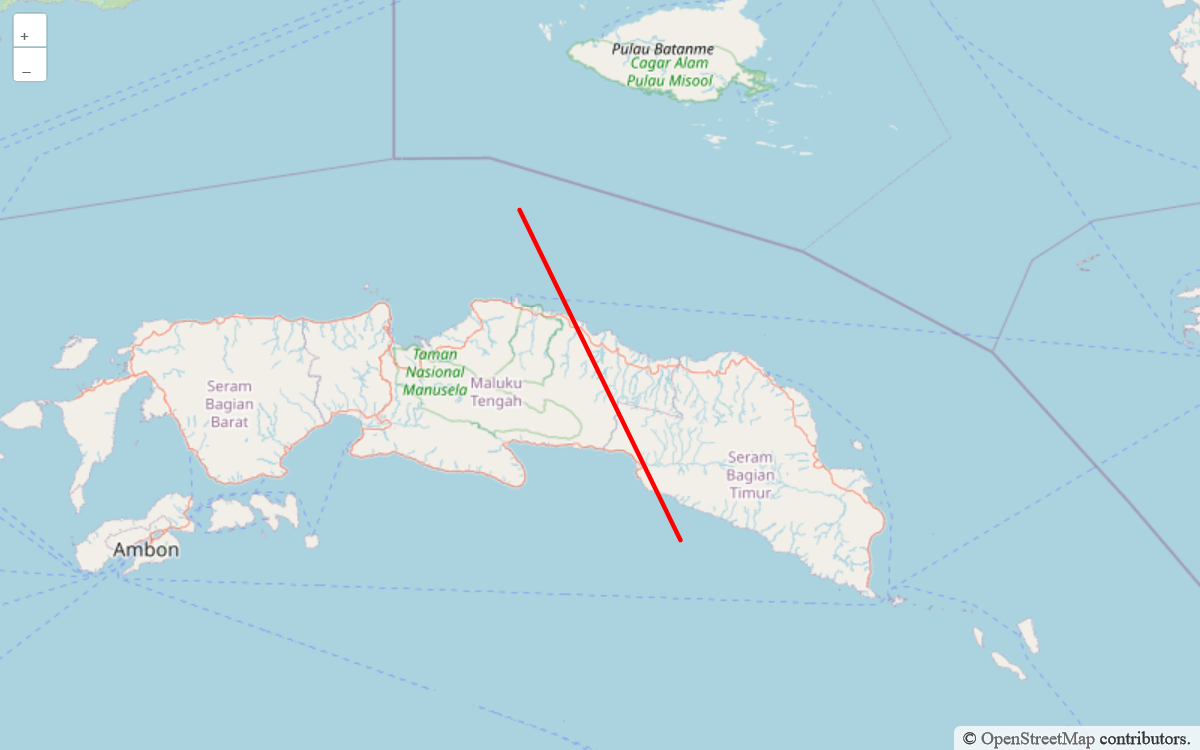 +
–
Pulau Batanme
Cagar Alam
Pulau Misool
Taman
Nasional
Manusela
Maluku
Tengah
Seram
Bagian
Barat
Seram
Bagian
Timur
Ambon
© OpenStreetMap contributors.